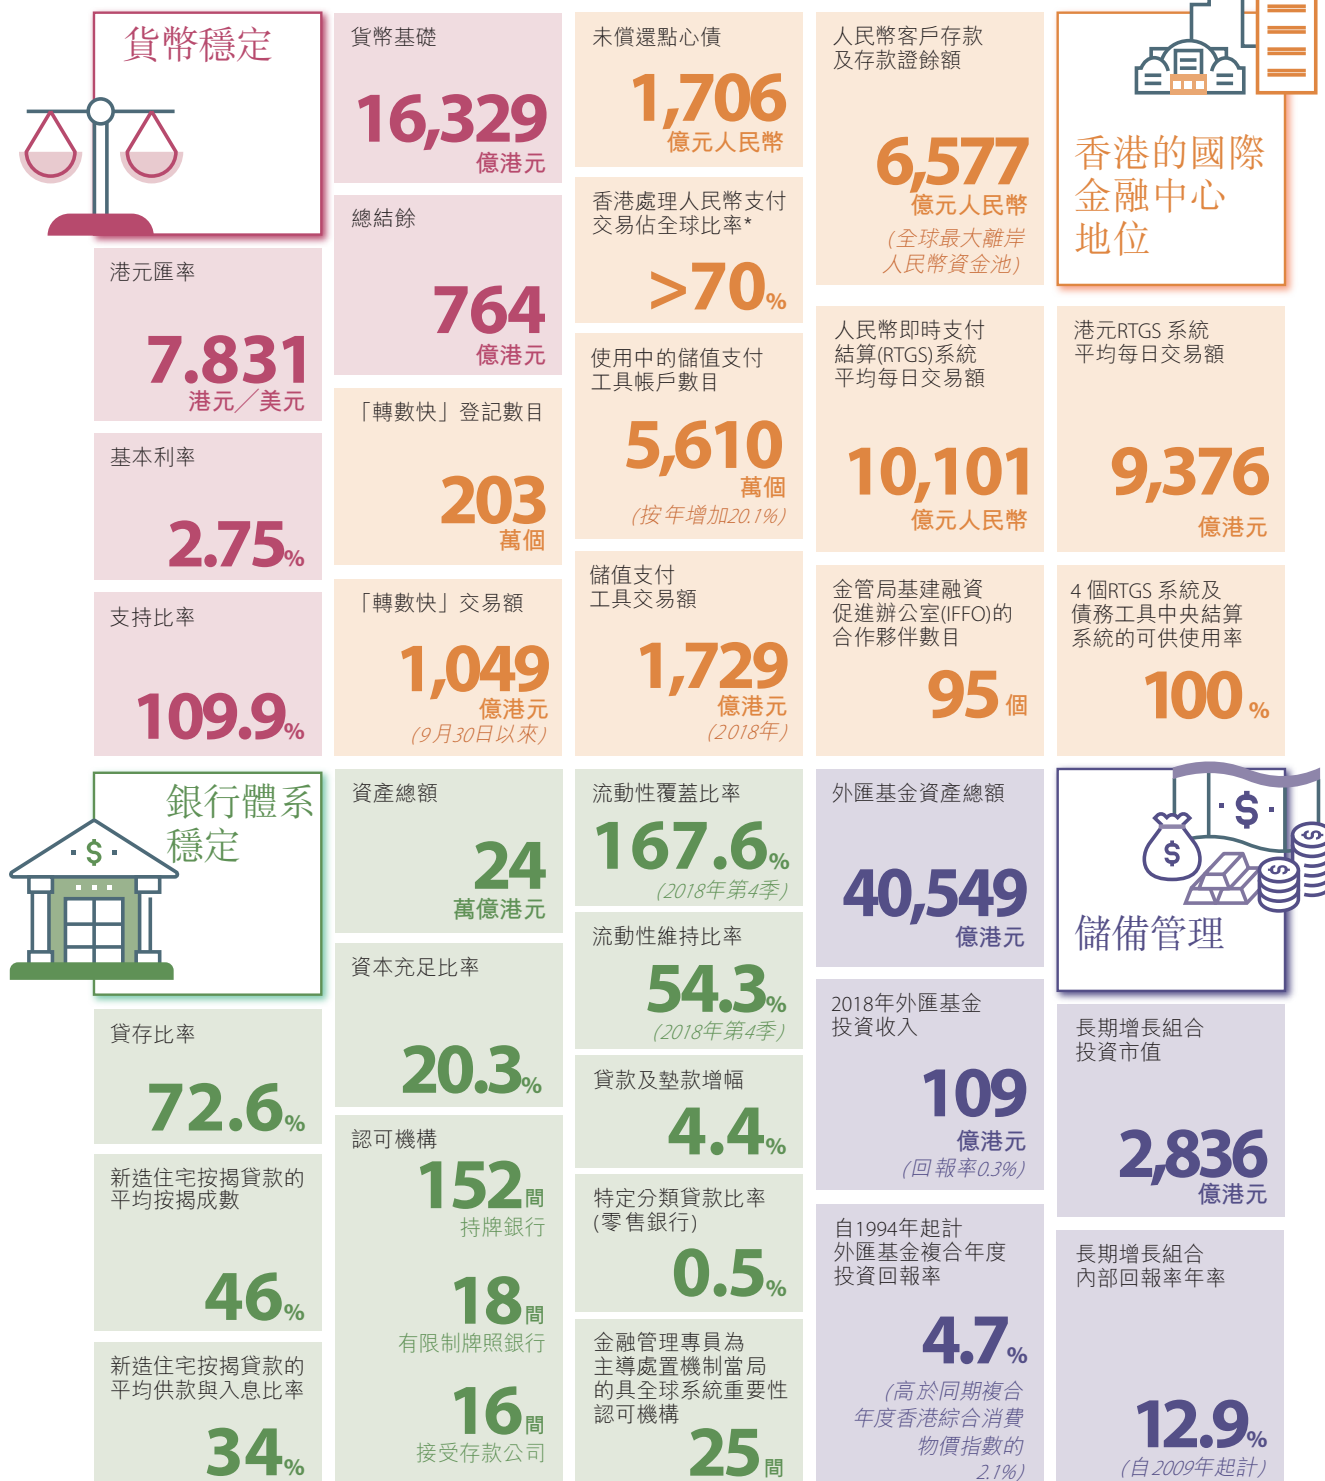 貨幣穩定
港元匯率
7.831
港元／美元
基本利率
2.75%
支持比率
109.9%
貨幣基礎
16,329
億港元
總結餘
764
億港元
「轉數快」登記數目
203
萬個
「轉數快」交易額
1,049
億港元
(9月30日以來)
未償還點心債
1,706
億元人民幣
香港處理人民幣支付
交易佔全球比率*
>70%
使用中的儲值支付
工具帳戶數目
5,610
萬個
(按年增加20.1%)
儲值支付
工具交易額
1,729
億港元
(2018年)
人民幣客戶存款
及存款證餘額
6,577
億元人民幣
(全球最大離岸
人民幣資金池)
人民幣即時支付
結算(RTGS)系統
平均每日交易額
10,101
億元人民幣
金管局基建融資
促進辦公室(IFFO)的
合作夥伴數目
95 個
香港的國際
金融中心
地位
港元RTGS 系統
平均每日交易額
9,376
億港元
4 個RTGS 系統及
債務工具中央結算
系統的可供使用率
100 %
銀行體系
穩定
$
貸存比率
72.6%
新造住宅按揭貸款的
平均按揭成數
46%
新造住宅按揭貸款的
平均供款與入息比率
34%
資產總額
24
萬億港元
資本充足比率
20.3%
認可機構
152 間
持牌銀行
18 間
有限制牌照銀行
16 間
接受存款公司
流動性覆蓋比率
167.6%
(2018年第4季)
流動性維持比率
54.3%
(2018年第4季)
貸款及墊款增幅
4.4%
特定分類貸款比率
(零售銀行)
0.5%
金融管理專員為
主導處置機制當局
的具全球系統重要性
認可機構
25 間
外匯基金資產總額
40,549
億港元
2018年外匯基金
投資收入
109
億港元
(回報率0.3%)
自1994年起計
外匯基金複合年度
投資回報率
4.7%
(高於同期複合
年度香港綜合消費
物價指數的
2.1%)
$
$
$
$
儲備管理
長期增長組合
投資市值
2,836
億港元
長期增長組合
內部回報率年率
12.9%
(自2009年起計)